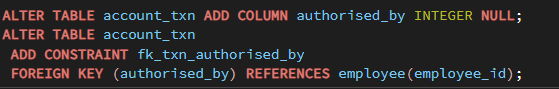 ALTER TABLE account_txn ADD COLUMN authorised_by INTEGER NULL;
ALTER TABLE account_txn
ADD CONSTRAINT fk_txn_authorised_by
FOREIGN KEY (authorised_by) REFERENCES employee(employee_id);